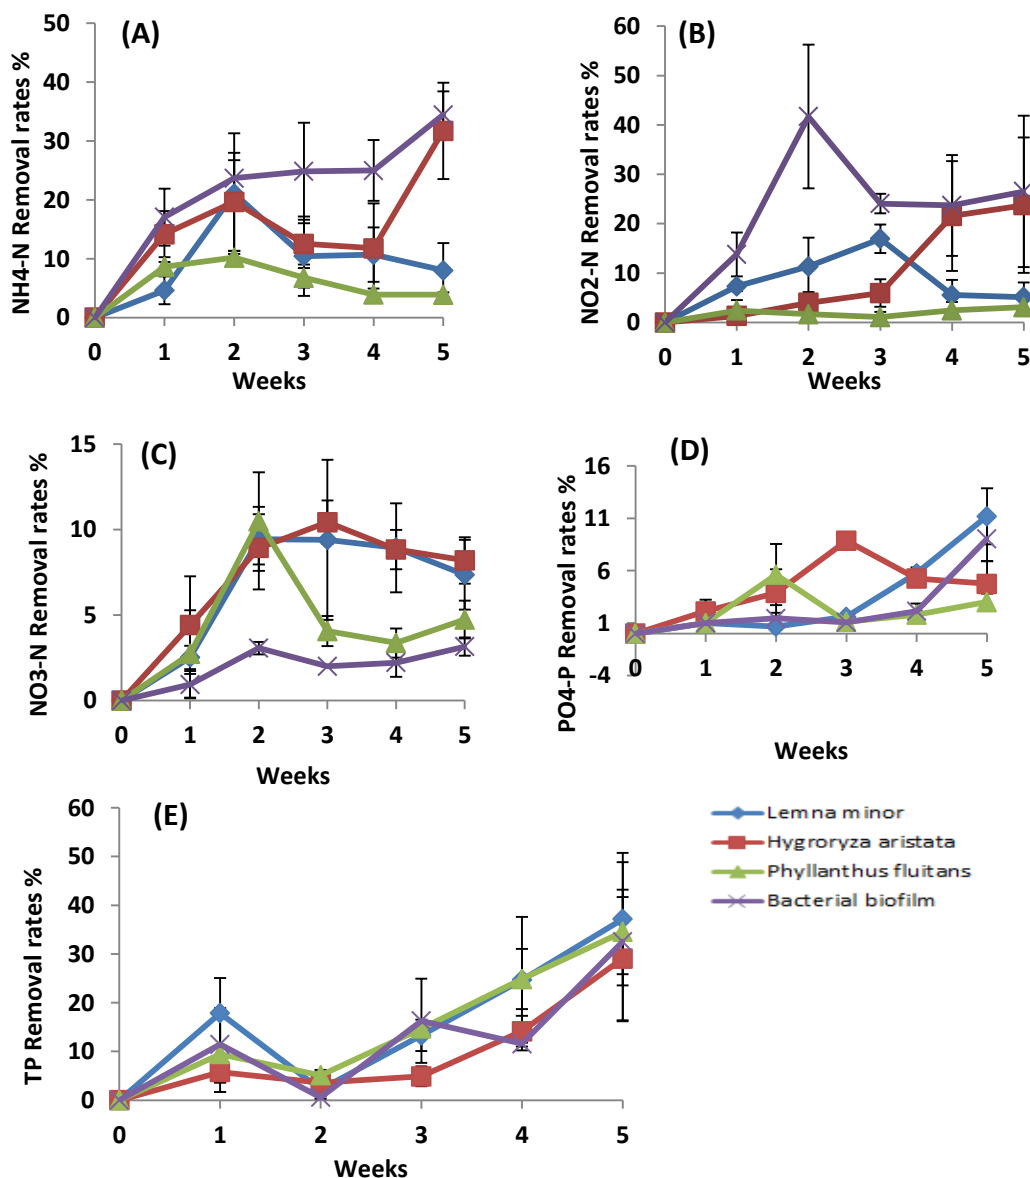 (A)
NH4-N Removal rates %
50
40
30
20
10
0
0 1 2 3 4 5
Weeks
(B)
NO2-N Removal rates %
60
50
40
30
20
10
0
0 1 2 3 4 5
Weeks
(C)
NO3-N Removal rates %
15
10
5
0
0 1 2 3 4 5
Weeks
(D)
PO4-P Removal rates %
16
11
6
1
-4
0 1 2 3 4 5
Weeks
(E)
TP Removal rates %
60
50
40
30
20
10
0
0 1 2 3 4 5
Weeks
Lemna minor
Hygroryza aristata
Phyllanthus fluitans
Bacterial biofilm